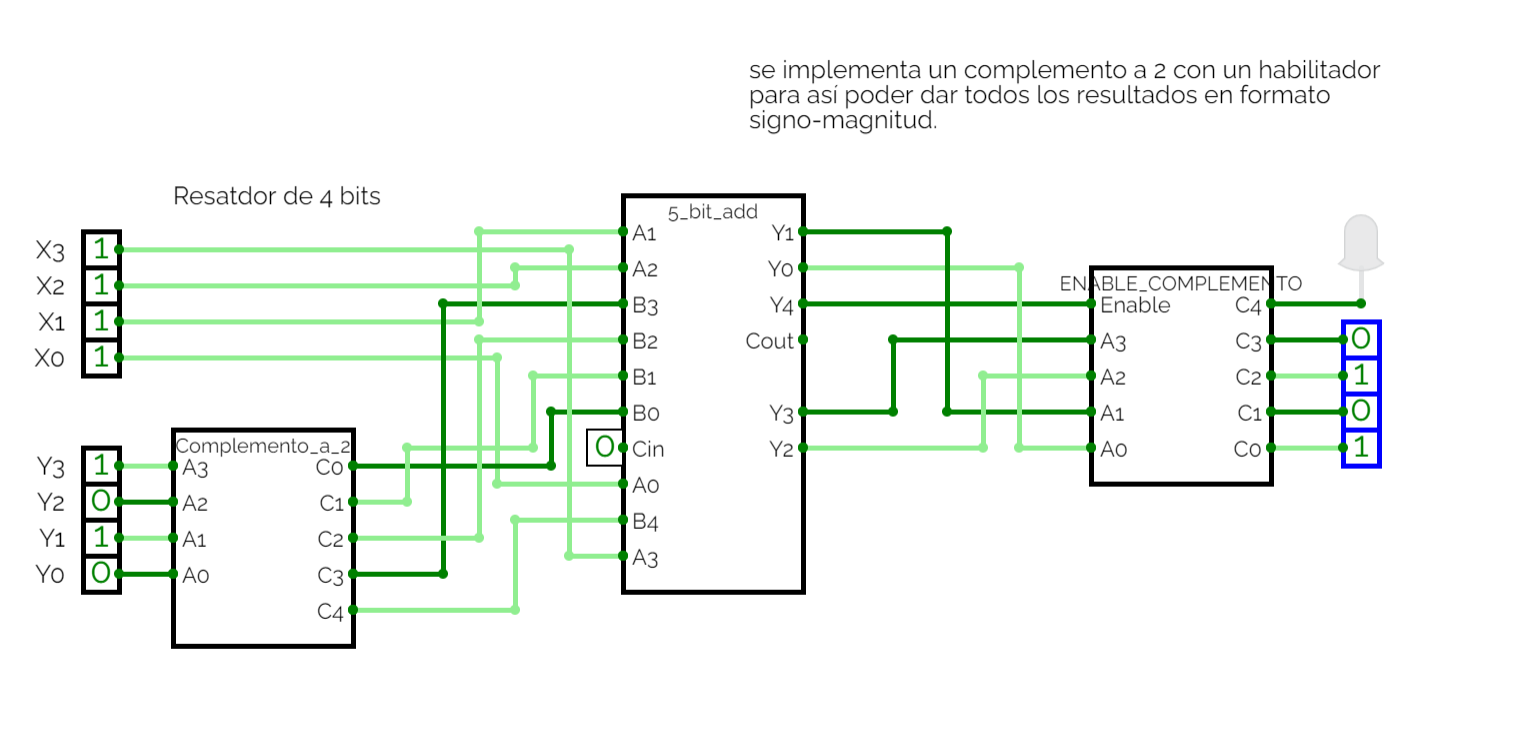 se implementa un complemento a 2 con un habilitador
para así poder dar todos los resultados en formato
signo-magnitud.
Resatdor de 4 bits
X3 1
X2 1
X1 1
X0 1
Y3 1
Y2 0
Y1 1
Y0 0
Complemento_a_2
A3 C0
A2 C1
A1 C2
A0 C3
C4
5_bit_add
A1 Y1
A2 Y0
B3 Y4
B2 Cout
B1
B0 Y3
0 Cin Y2
A0
B4
A3
ENABLE_COMPLEMENTO
Enable C4
A3 C3 0
A2 C2 1
A1 C1 0
A0 C0 1